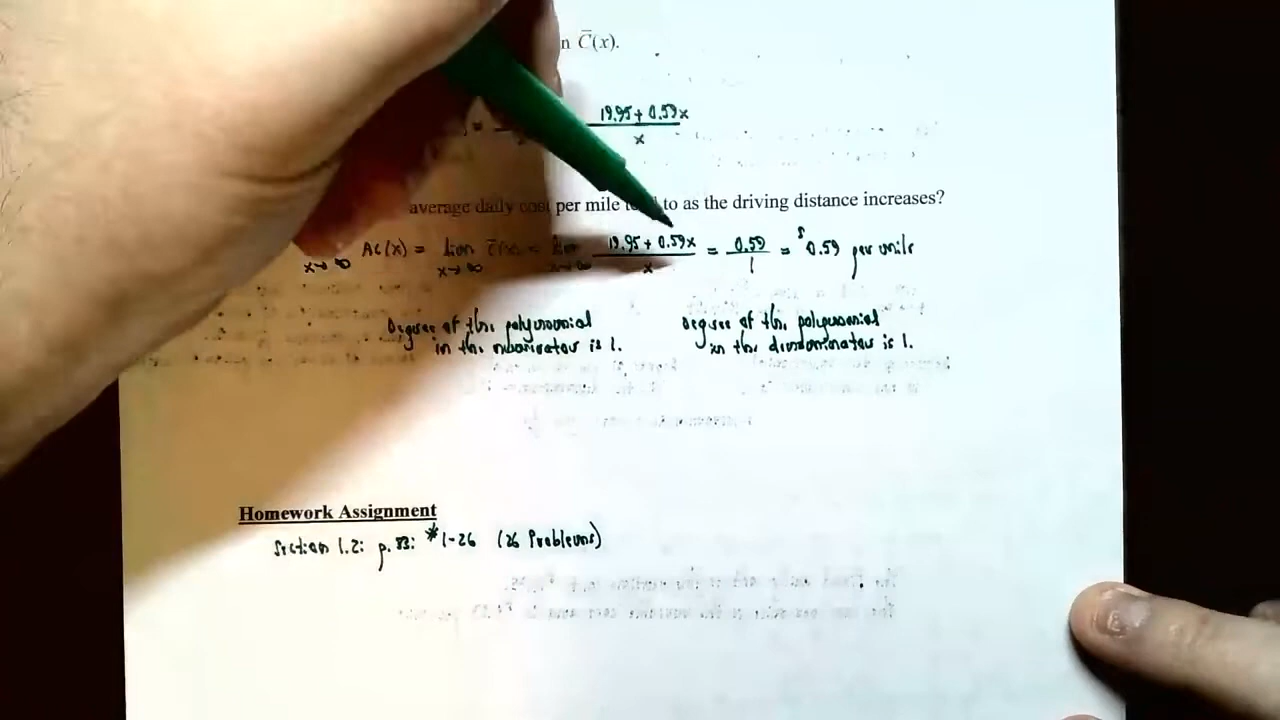 n C̄(x).
= 19.95 + 0.59x / x
average daily cost per mile to as the driving distance increases?
x→∞ AC(x) = lim x→∞ C̄(x) = lim x→∞ 19.95 + 0.59x / x = 0.59 / 1 = $0.59 per mile
Degree of the polynomial in the numerator is 1.
Degree of the polynomial in the denominator is 1.
Homework Assignment
Section 1.2: p. 83: #1-26 (26 Problems)